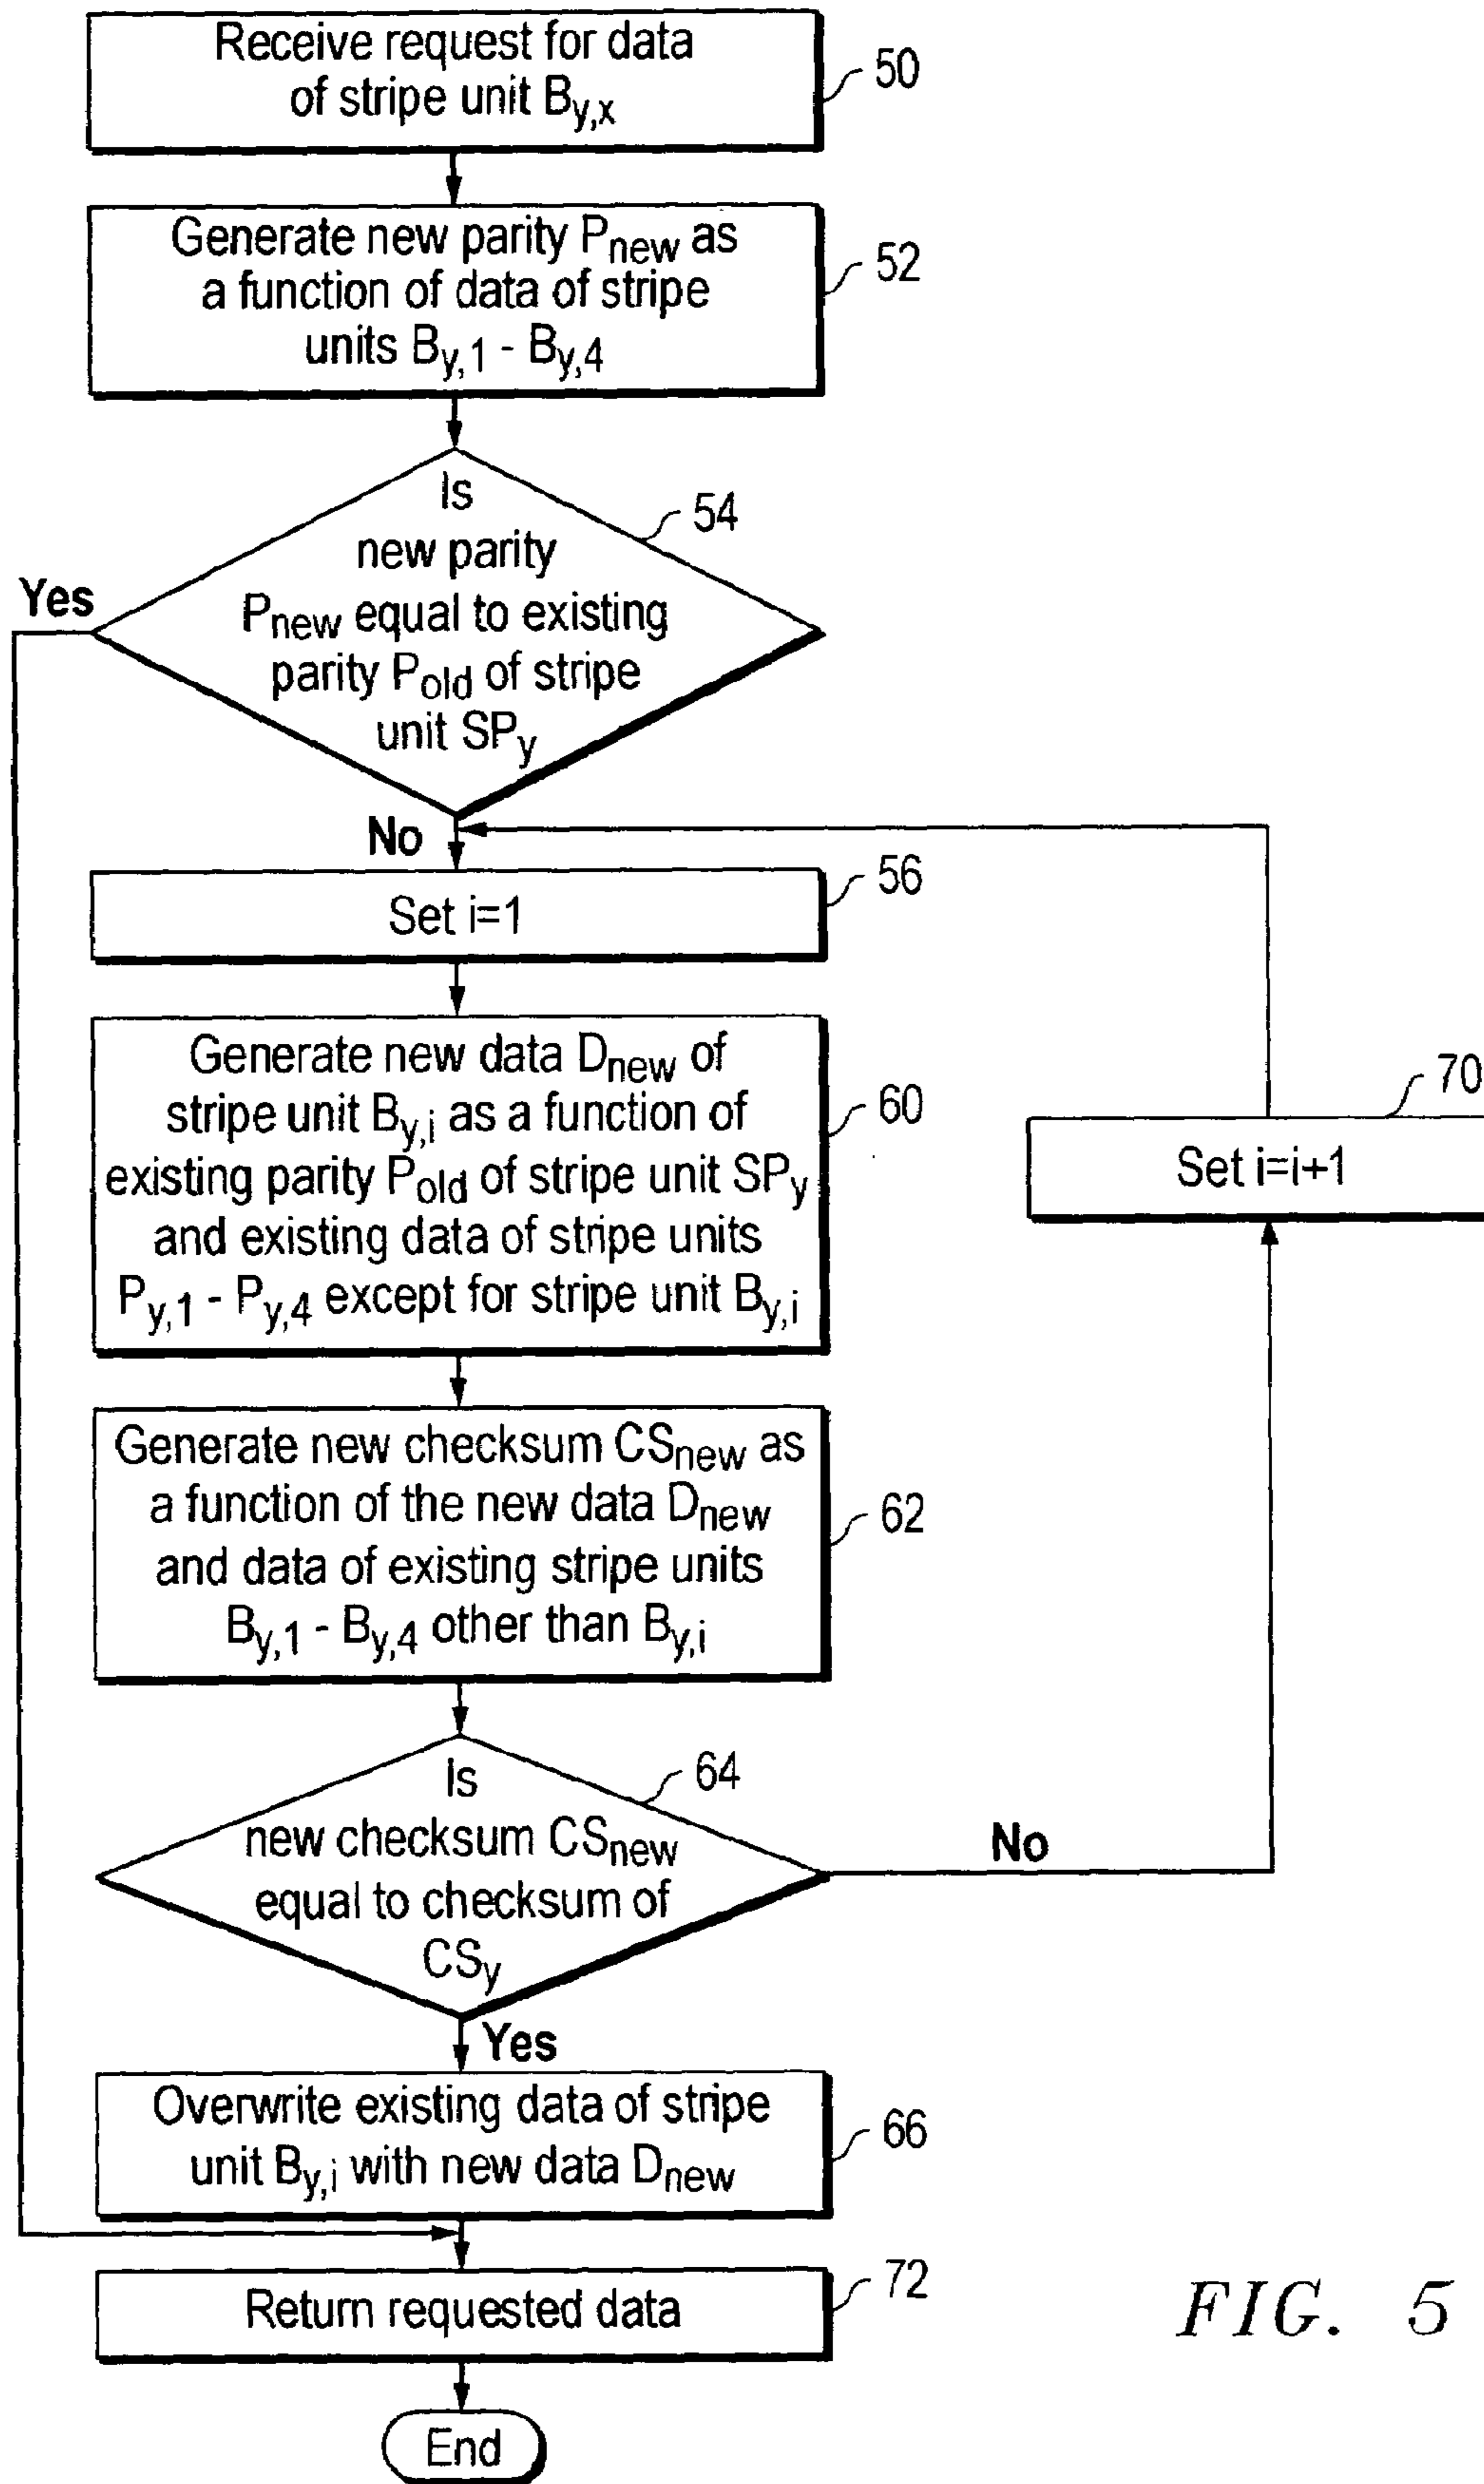 Receive request for data
of stripe unit By,x
50
Generate new parity Pnew as
a function of data of stripe
units By,1 - By,4
52
Is
new parity
Pnew equal to existing
parity Pold of stripe
unit SPy
54
Yes
No
Set i=1
56
Generate new data Dnew of
stripe unit By,i as a function of
existing parity Pold of stripe unit SPy
and existing data of stripe units
Py,1 - Py,4 except for stripe unit By,i
60
70
Set i=i+1
Generate new checksum CSnew as
a function of the new data Dnew
and data of existing stripe units
By,1 - By,4 other than By,i
62
Is
new checksum CSnew
equal to checksum of
CSy
64
No
Yes
Overwrite existing data of stripe
unit By,i with new data Dnew
66
Return requested data
72
End
FIG. 5